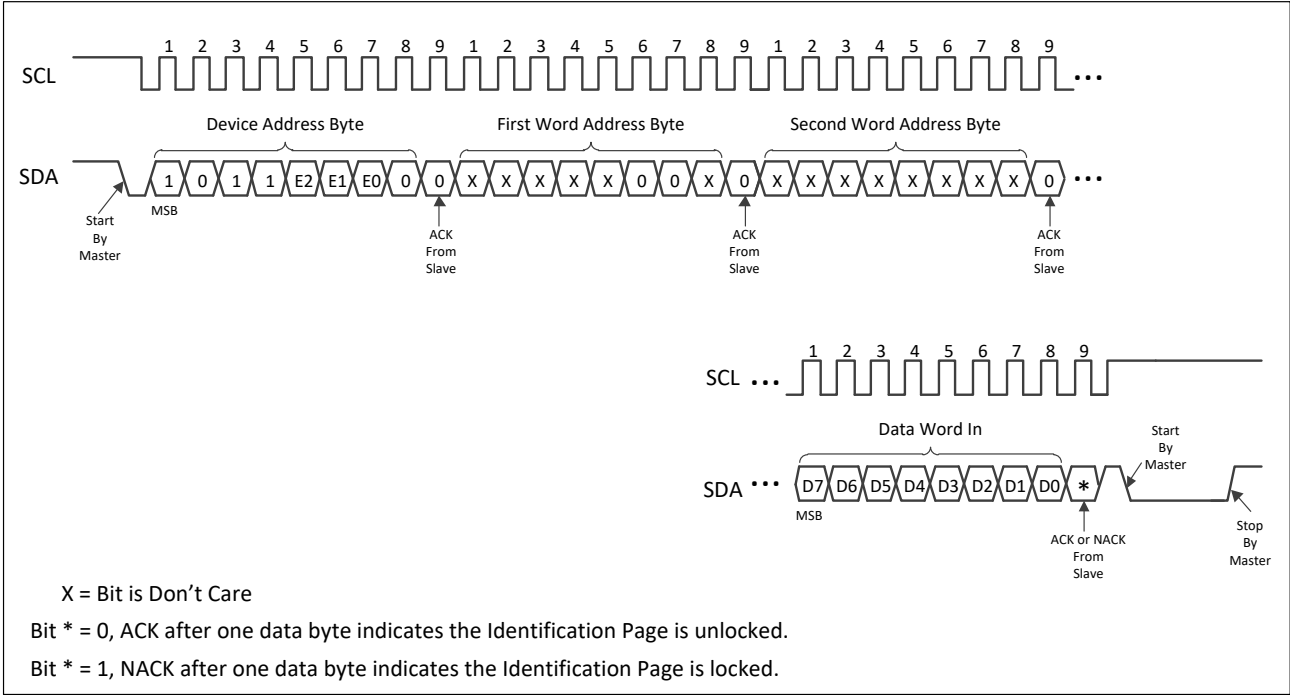 1 2 3 4 5 6 7 8 9 1 2 3 4 5 6 7 8 9 1 2 3 4 5 6 7 8 9
SCL ...
Device Address Byte First Word Address Byte Second Word Address Byte
SDA 1 0 1 1 E2 E1 E0 0 0 X X X X X 0 0 X 0 X X X X X X X X 0 ...
MSB
Start
By
Master
ACK
From
Slave
ACK
From
Slave
ACK
From
Slave
1 2 3 4 5 6 7 8 9
SCL ...
Data Word In
Start
By
Master
SDA ... D7 D6 D5 D4 D3 D2 D1 D0 *
MSB
ACK or NACK
From
Slave
Stop
By
Master
X = Bit is Don’t Care
Bit * = 0, ACK after one data byte indicates the Identification Page is unlocked.
Bit * = 1, NACK after one data byte indicates the Identification Page is locked.